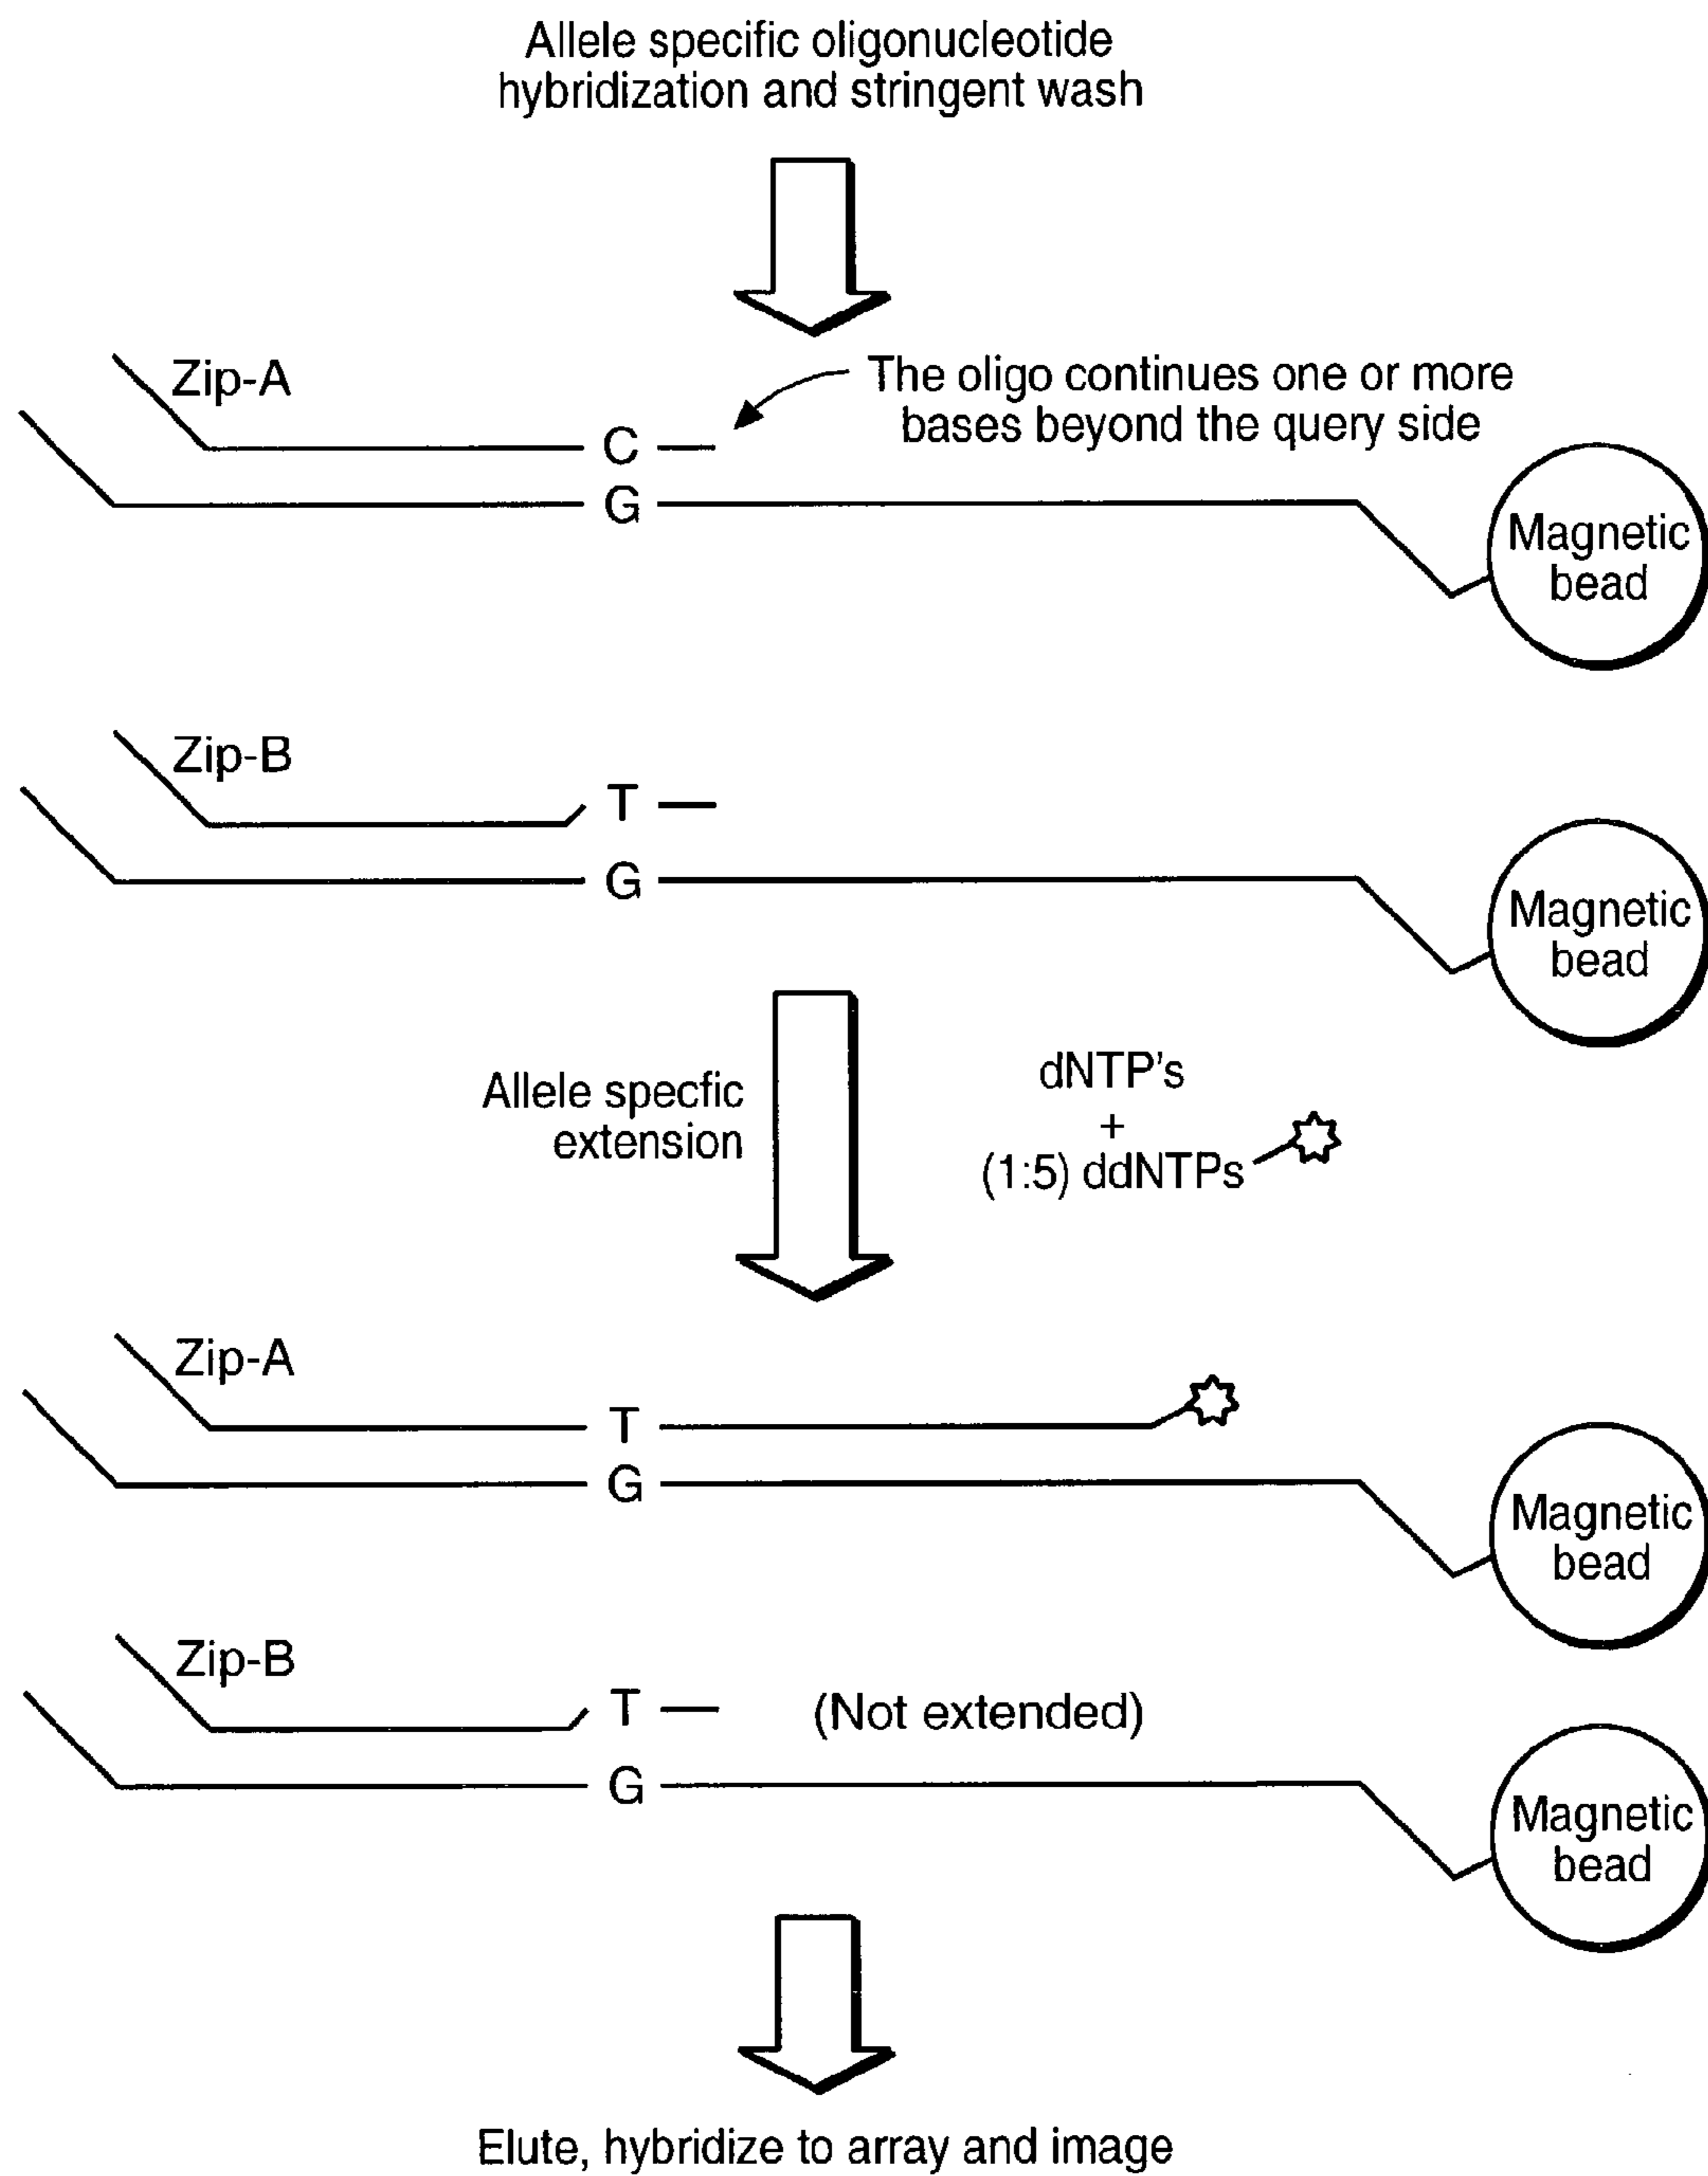 Allele specific oligonucleotide
hybridization and stringent wash
Zip-A
The oligo continues one or more
bases beyond the query side
C
G
Magnetic
bead
Zip-B
T
G
Magnetic
bead
Allele specfic
extension
dNTP's
+
(1:5) ddNTPs
Zip-A
T
G
Magnetic
bead
Zip-B
T
(Not extended)
G
Magnetic
bead
Elute, hybridize to array and image